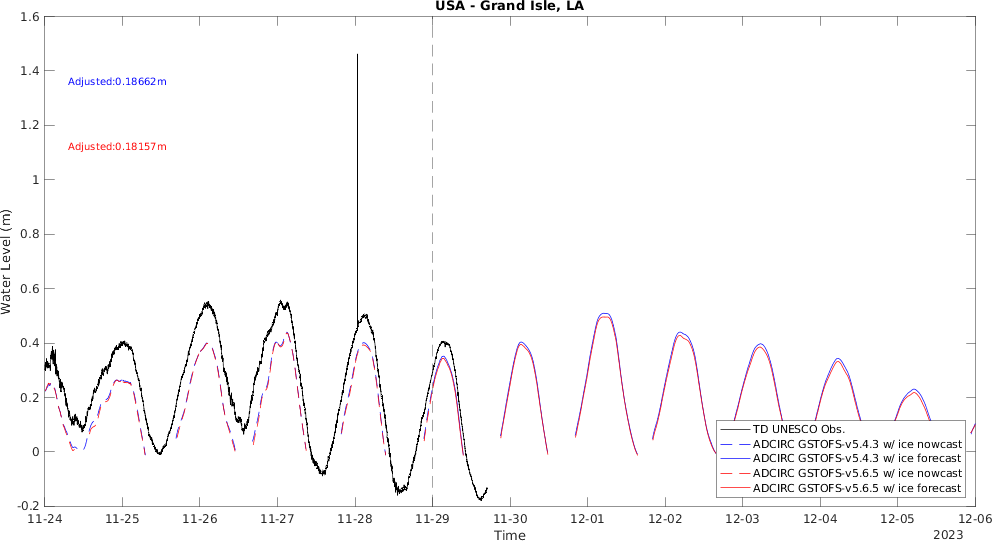 USA - Grand Isle, LA
1.6
1.4
1.2
1
0.8
0.6
0.4
0.2
0
-0.2
Water Level (m)
Adjusted:0.18662m
Adjusted:0.18157m
TD UNESCO Obs.
ADCIRC GSTOFS-v5.4.3 w/ ice nowcast
ADCIRC GSTOFS-v5.4.3 w/ ice forecast
ADCIRC GSTOFS-v5.6.5 w/ ice nowcast
ADCIRC GSTOFS-v5.6.5 w/ ice forecast
11-24 11-25 11-26 11-27 11-28 11-29 11-30 12-01 12-02 12-03 12-04 12-05 12-06
Time
2023